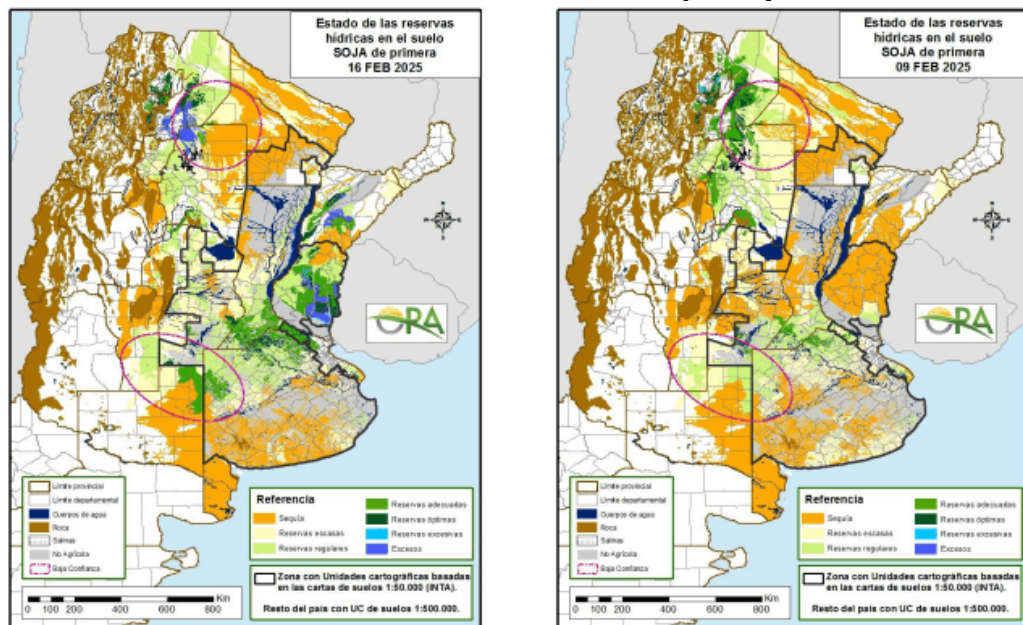 Estado de las reservas
hídricas en el suelo
SOJA de primera
16 FEB 2025
ORA
Límite provincial
Límite departamental
Cuerpos de agua
Roca
Salinas
No Agrícola
Baja Confianza
Referencia
Sequía
Reservas escasas
Reservas regulares
Reservas adecuadas
Reservas óptimas
Reservas excesivas
Excesos
Km
0 100 200 400 600 800
Zona con Unidades cartográficas basadas
en las cartas de suelos 1:50.000 (INTA).
Resto del país con UC de suelos 1:500.000.
Estado de las reservas
hídricas en el suelo
SOJA de primera
09 FEB 2025
ORA
Límite provincial
Límite departamental
Cuerpos de agua
Roca
Salinas
No Agrícola
Baja Confianza
Referencia
Sequía
Reservas escasas
Reservas regulares
Reservas adecuadas
Reservas óptimas
Reservas excesivas
Excesos
Km
0 100 200 400 600 800
Zona con Unidades cartográficas basadas
en las cartas de suelos 1:50.000 (INTA).
Resto del país con UC de suelos 1:500.000.